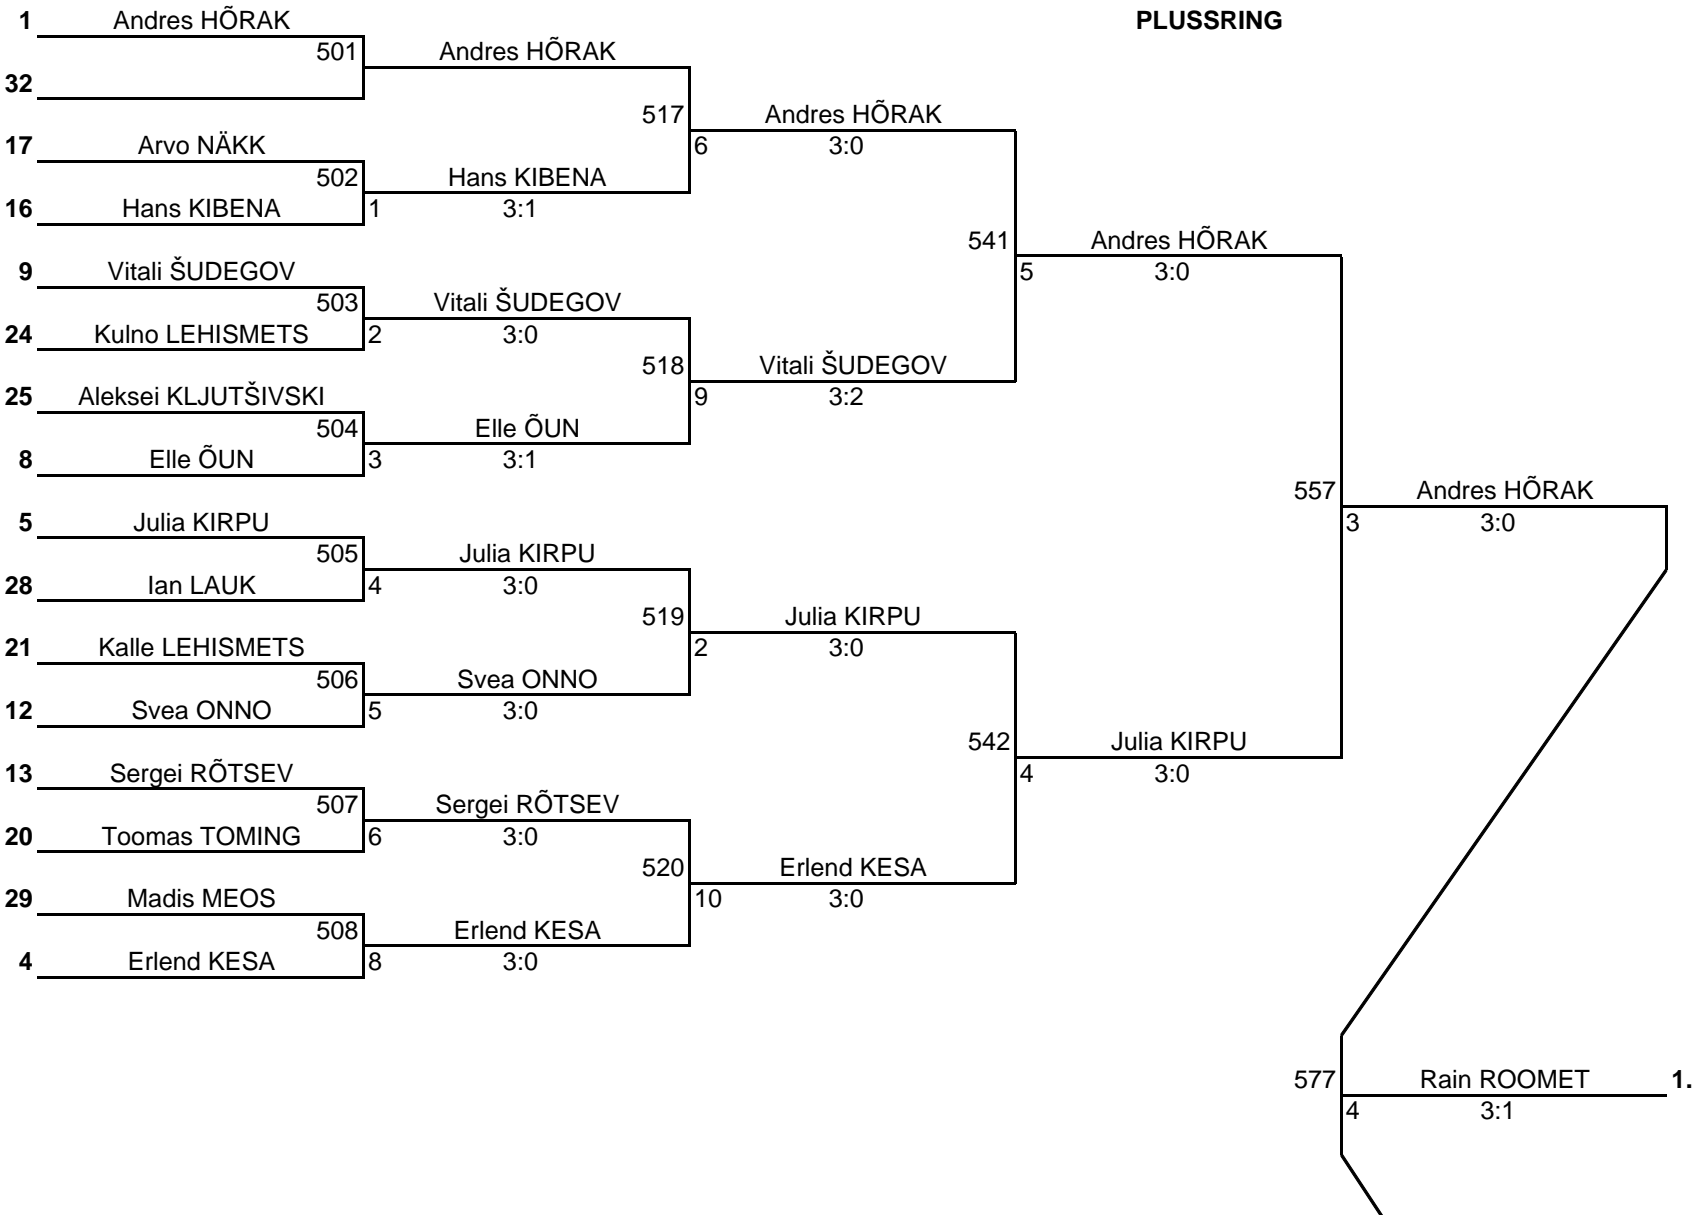 PLUSSRING
1 Andres HÕRAK
501 Andres HÕRAK
32
517 Andres HÕRAK
17 Arvo NÄKK 6 3:0
502 Hans KIBENA
16 Hans KIBENA 1 3:1
541 Andres HÕRAK
9 Vitali ŠUDEGOV 5 3:0
503 Vitali ŠUDEGOV
24 Kulno LEHISMETS 2 3:0
518 Vitali ŠUDEGOV
25 Aleksei KLJUTŠIVSKI 9 3:2
504 Elle ÕUN
8 Elle ÕUN 3 3:1
557 Andres HÕRAK
5 Julia KIRPU 3 3:0
505 Julia KIRPU
28 Ian LAUK 4 3:0
519 Julia KIRPU
21 Kalle LEHISMETS 2 3:0
506 Svea ONNO
12 Svea ONNO 5 3:0
542 Julia KIRPU
13 Sergei RÕTSEV 4 3:0
507 Sergei RÕTSEV
20 Toomas TOMING 6 3:0
520 Erlend KESA
29 Madis MEOS 10 3:0
508 Erlend KESA
4 Erlend KESA 8 3:0
577 Rain ROOMET 1.
4 3:1